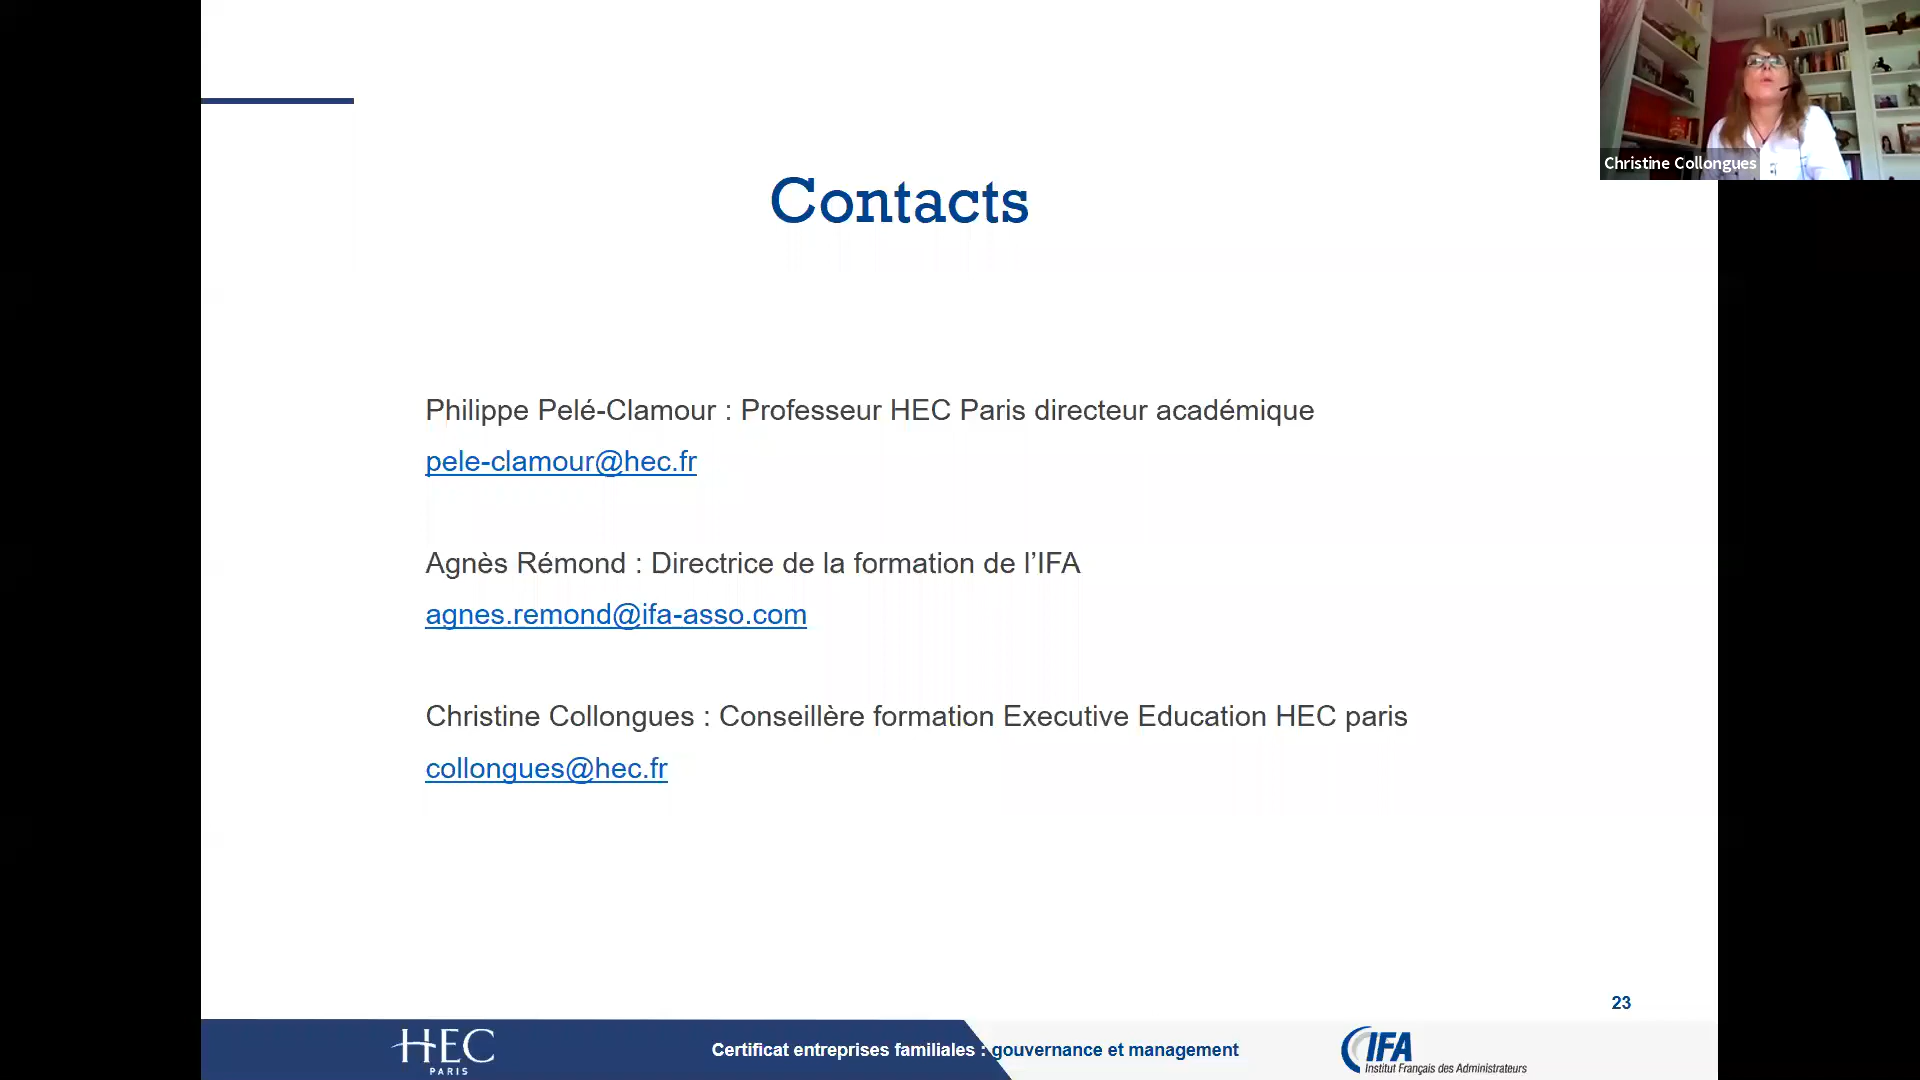 Christine Collongues
Contacts
Philippe Pelé-Clamour : Professeur HEC Paris directeur académique
pele-clamour@hec.fr
Agnès Rémond : Directrice de la formation de l’IFA
agnes.remond@ifa-asso.com
Christine Collongues : Conseillère formation Executive Education HEC paris
collongues@hec.fr
23
HEC
PARIS
Certificat entreprises familiales : gouvernance et management
IFA
Institut Français des Administrateurs